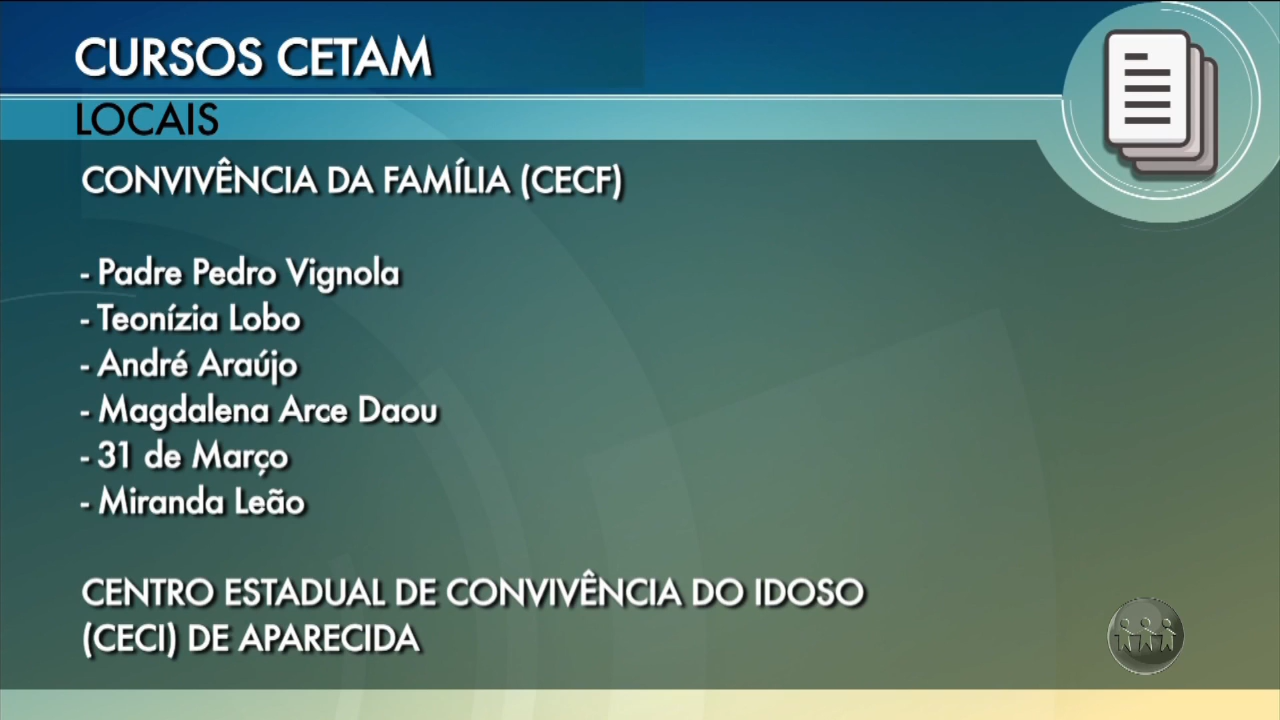 CURSOS CETAM
LOCAIS
CONVIVÊNCIA DA FAMÍLIA (CECF)
- Padre Pedro Vignola
- Teonízia Lobo
- André Araújo
- Magdalena Arce Daou
- 31 de Março
- Miranda Leão
CENTRO ESTADUAL DE CONVIVÊNCIA DO IDOSO
(CECI) DE APARECIDA